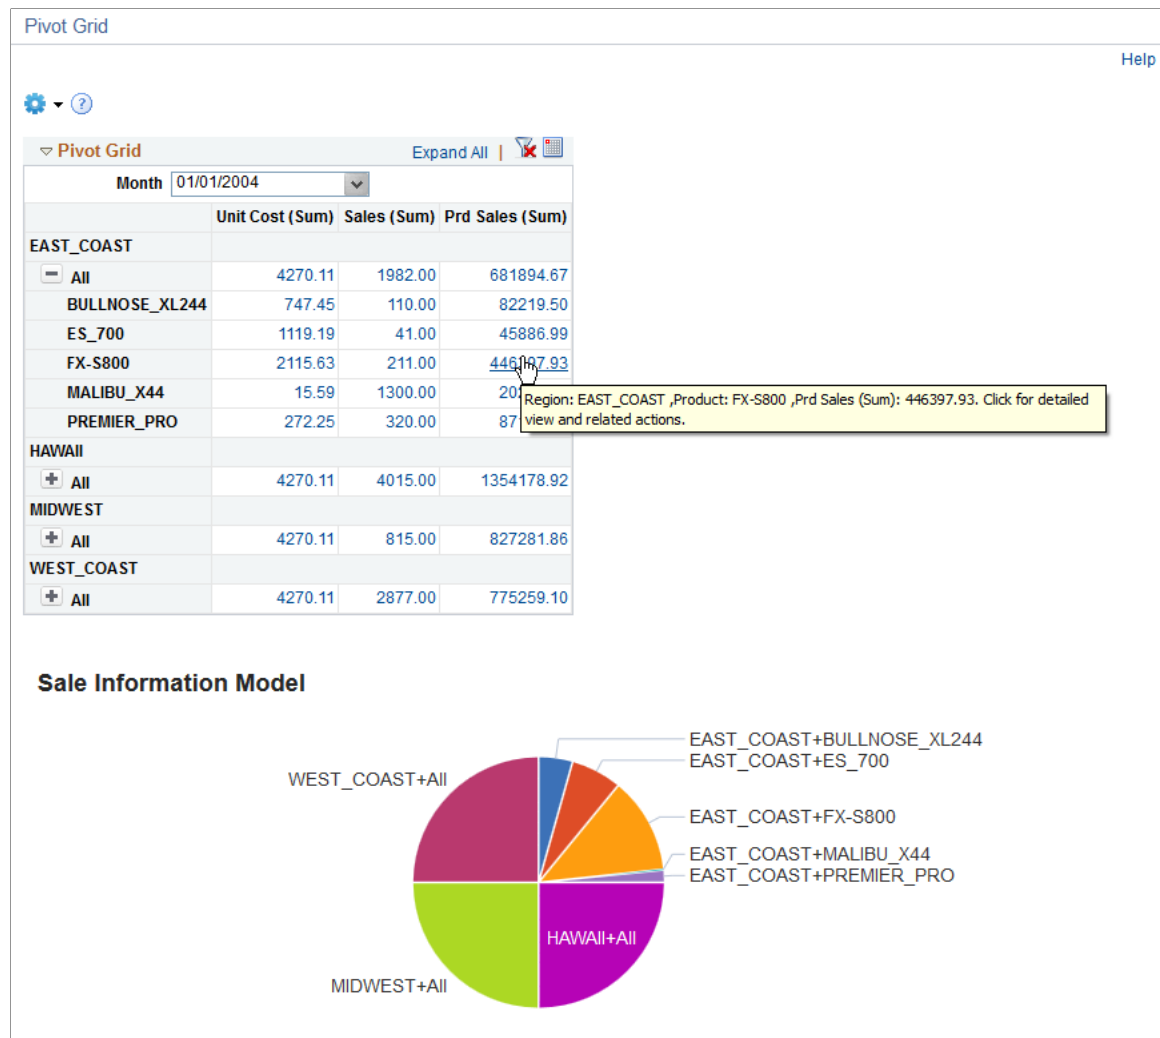 Pivot Grid
Help
?
Pivot Grid Expand All |
Month 01/01/2004
Unit Cost (Sum) Sales (Sum) Prd Sales (Sum)
EAST_COAST
All 4270.11 1982.00 681894.67
BULLNOSE_XL244 747.45 110.00 82219.50
ES_700 1119.19 41.00 45886.99
FX-S800 2115.63 211.00
MALIBU_X44 15.59 1300.00
PREMIER_PRO 272.25 320.00
Region: EAST_COAST ,Product: FX-S800 ,Prd Sales (Sum): 446397.93. Click for detailed
view and related actions.
HAWAII
All 4270.11 4015.00 1354178.92
MIDWEST
All 4270.11 815.00 827281.86
WEST_COAST
All 4270.11 2877.00 775259.10
Sale Information Model
EAST_COAST+BULLNOSE_XL244
EAST_COAST+ES_700
WEST_COAST+All
EAST_COAST+FX-S800
EAST_COAST+MALIBU_X44
EAST_COAST+PREMIER_PRO
HAWAII+All
MIDWEST+All